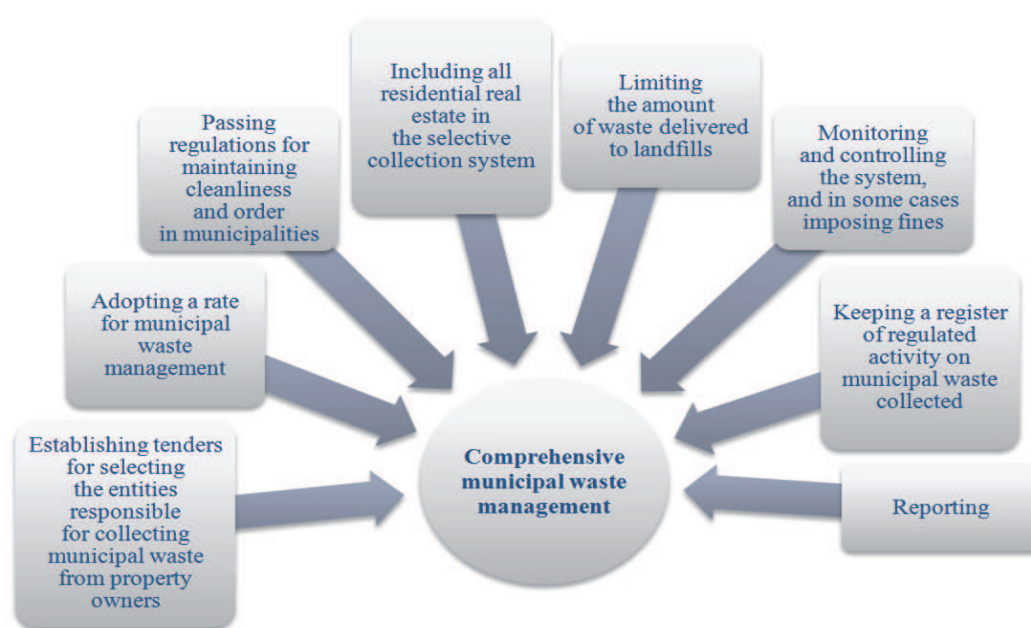 Including all
residential real
estate in
the selective
collection system
Limiting
the amount
of waste delivered
to landfills
Passing
regulations for
maintaining
cleanliness
and order
in municipalities
Monitoring
and controlling
the system,
and in some cases
imposing fines
Adopting a rate
for municipal
waste
management
Keeping a register
of regulated
activity on
municipal waste
collected
Establishing tenders
for selecting
the entities
responsible
for collecting
municipal waste
from property
owners
Comprehensive
municipal waste
management
Reporting